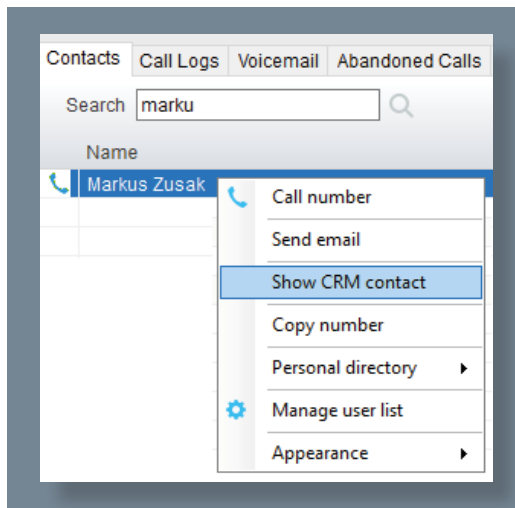 Contacts Call Logs Voicemail Abandoned Calls
Search marku
Name
Markus Zusak
Call number
Send email
Show CRM contact
Copy number
Personal directory
Manage user list
Appearance